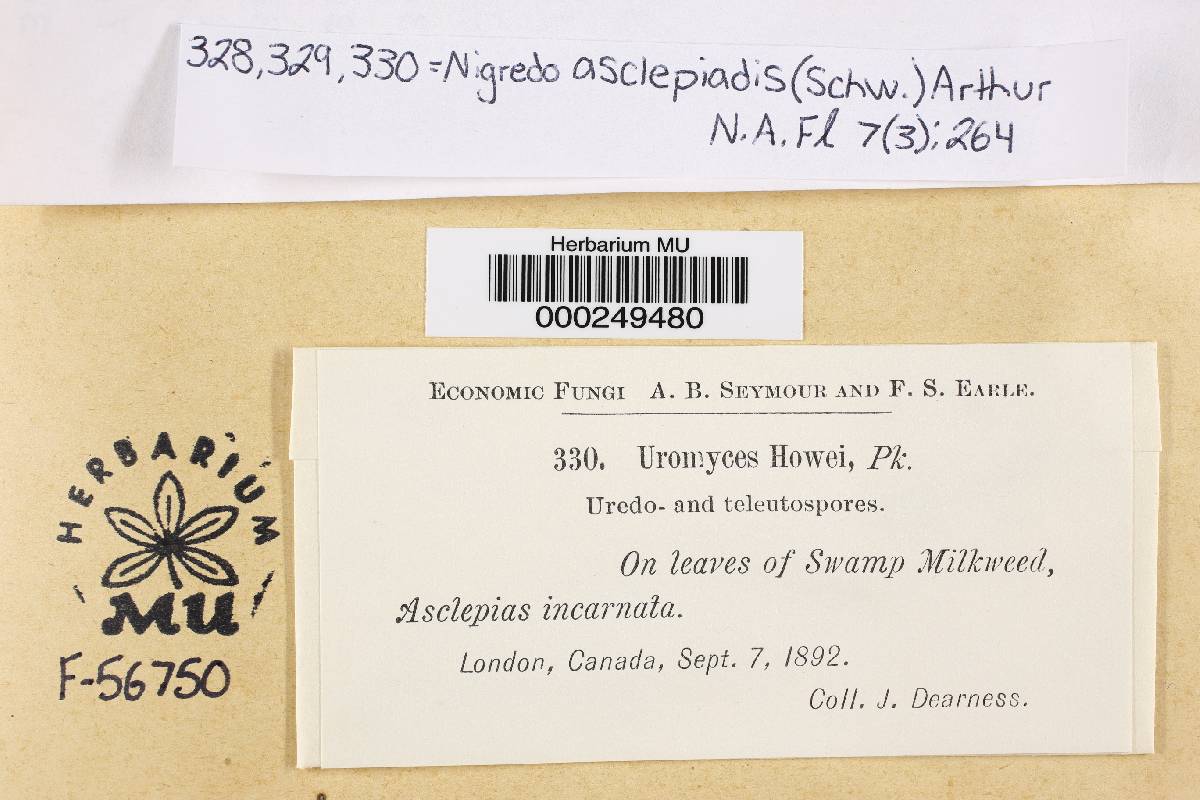 328, 329, 330 = Nigredo asclepiadis (Schw.) Arthur
N.A. Fl 7(3): 264
Herbarium MU
000249480
ECONOMIC FUNGI A. B. SEYMOUR AND F. S. EARLE.
330. Uromyces Howei, Pk.
Uredo- and teleutospores.
On leaves of Swamp Milkweed,
Asclepias incarnata.
London, Canada, Sept. 7, 1892.
Coll. J. Dearness.
HERBARIUM
MU
F-56750